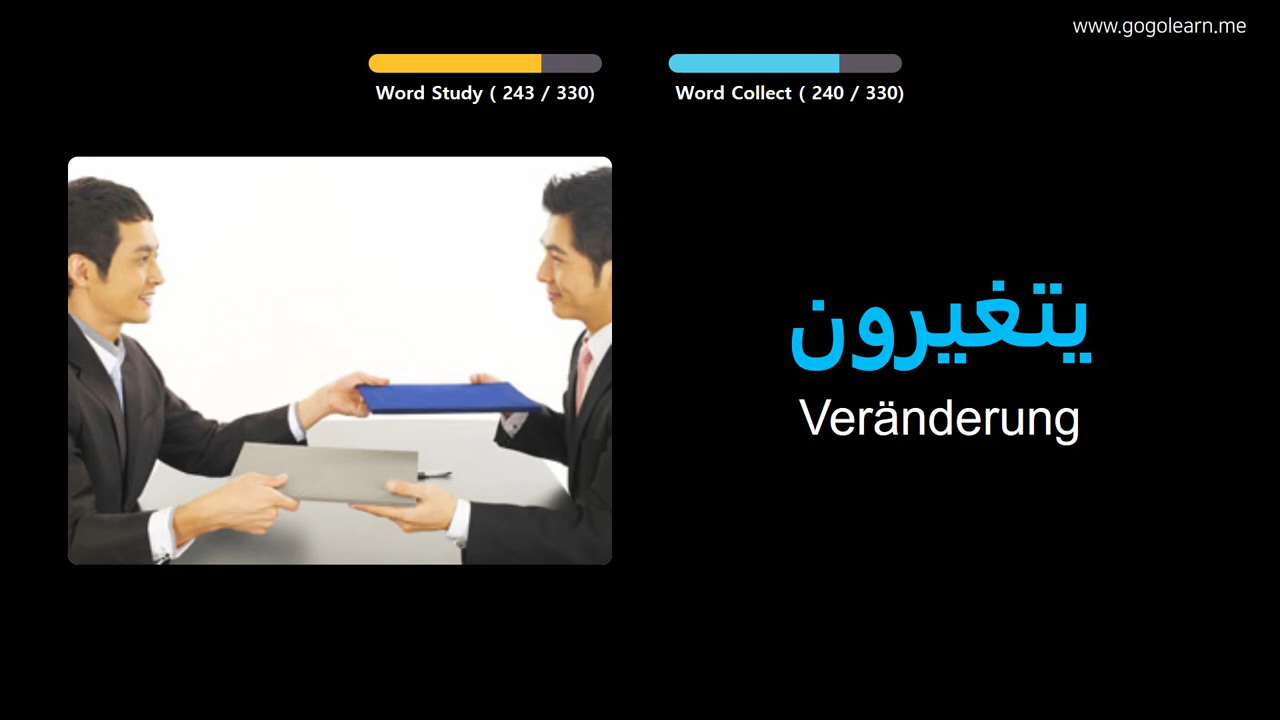 www.gogolearn.me
Word Study ( 243 / 330)
Word Collect ( 240 / 330)
يتغيرون
Veränderung